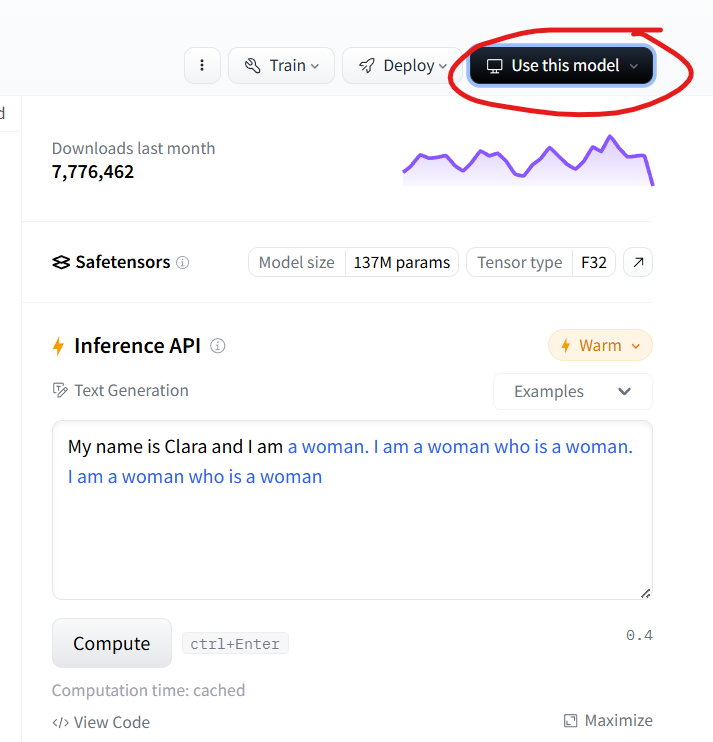 Train
Deploy
Use this model
d
Downloads last month
7,776,462
Safetensors
Model size 137M params
Tensor type F32
Inference API
Warm
Text Generation
Examples
My name is Clara and I am a woman. I am a woman who is a woman.
I am a woman who is a woman
Compute
ctrl+Enter
0.4
Computation time: cached
</> View Code
Maximize